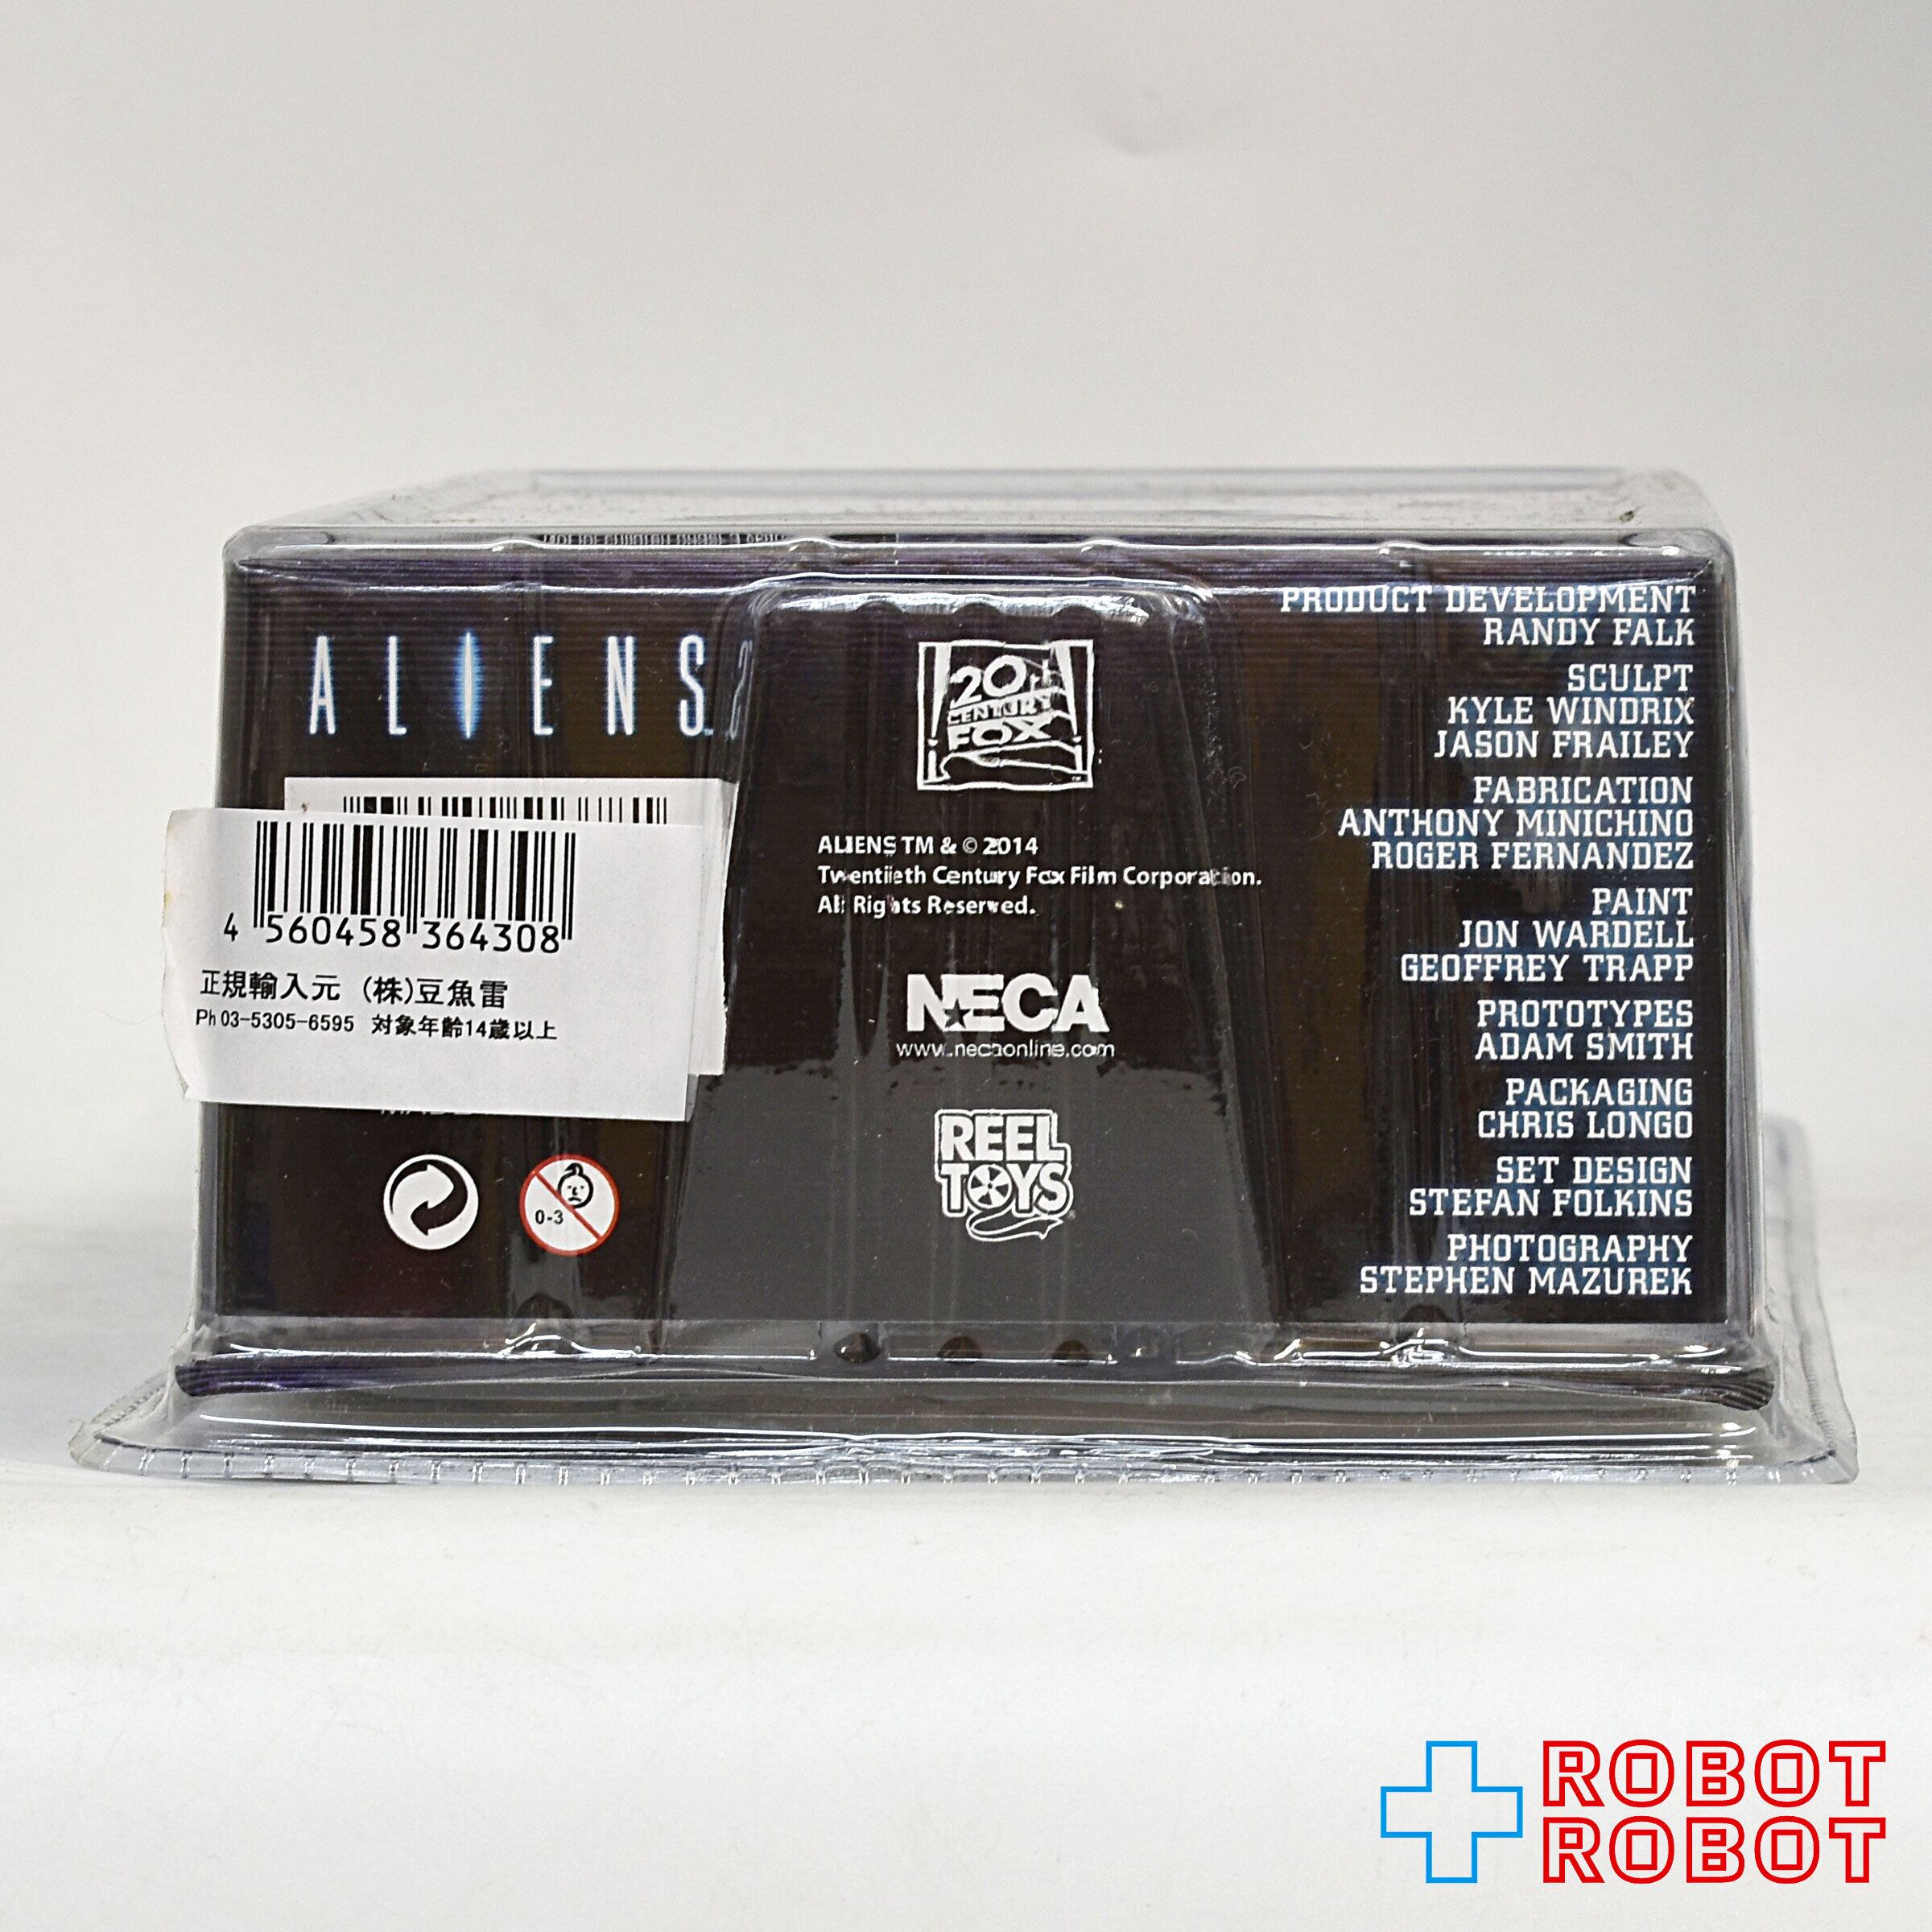 ALIENS
4 560458 364308
正規輸入元 (株)豆魚雷
Ph 03-5305-6595 対象年齢14歳以上
0-3
20th
CENTURY
FOX
ALIENS TM & © 2014
Twentieth Century Fox Film Corporation.
All Rights Reserved.
NECA
www.necaonline.com
REEL
TOYS
PRODUCT DEVELOPMENT
RANDY FALK
SCULPT
KYLE WINDRIX
JASON FRAILEY
FABRICATION
ANTHONY MINICHINO
ROGER FERNANDEZ
PAINT
JON WARDELL
GEOFFREY TRAPP
PROTOTYPES
ADAM SMITH
PACKAGING
CHRIS LONGO
SET DESIGN
STEFAN FOLKINS
PHOTOGRAPHY
STEPHEN MAZUREK
ROBOT
ROBOT